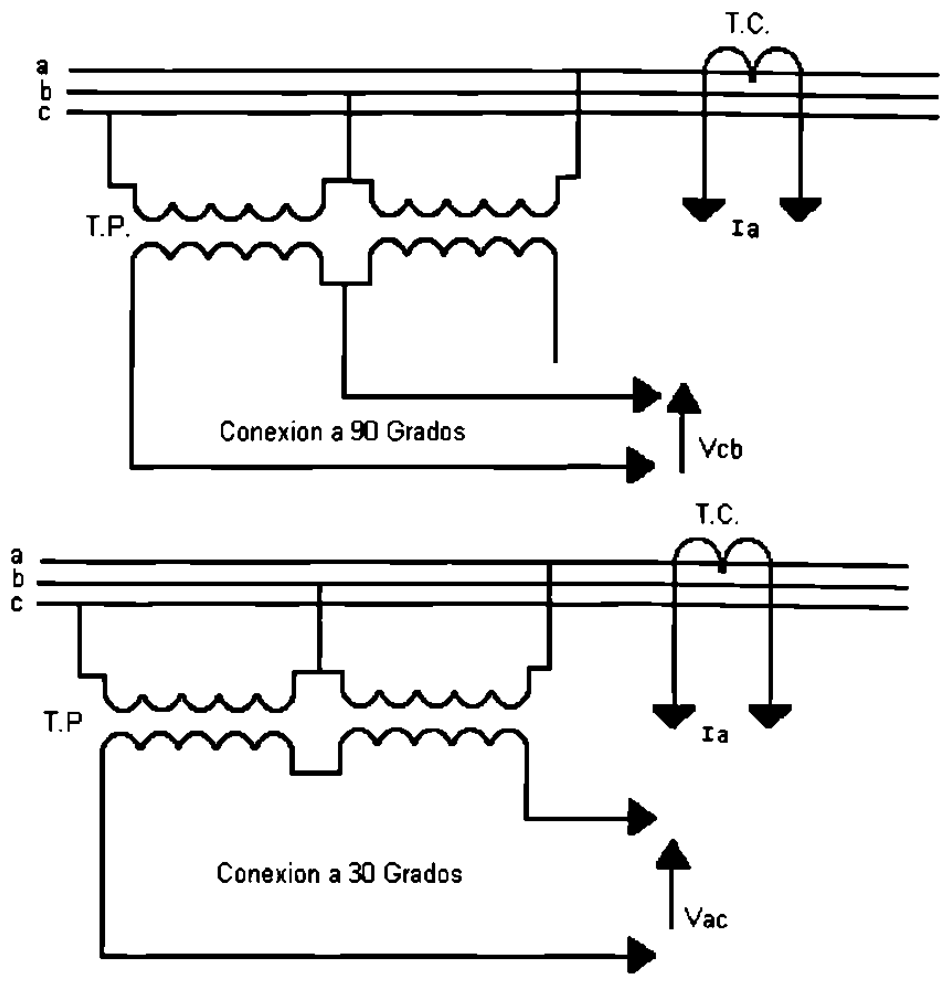 T.C.
a
b
c
T.P.
Ia
Conexion a 90 Grados
Vcb
T.C.
a
b
c
T.P
Ia
Conexion a 30 Grados
Vac